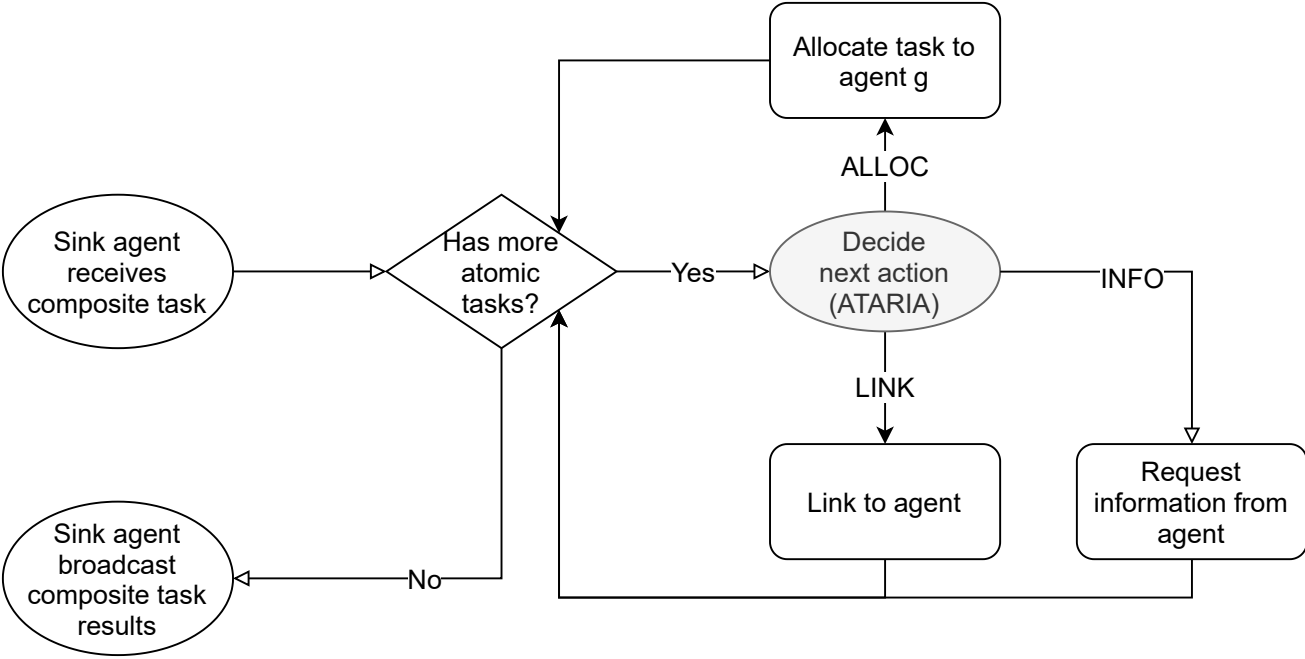 Allocate task to
agent g
ALLOC
Sink agent
receives
composite task
Has more
atomic
tasks?
Yes
Decide
next action
(ATARIA)
INFO
LINK
Link to agent
Request
information from
agent
Sink agent
broadcast
composite task
results
No